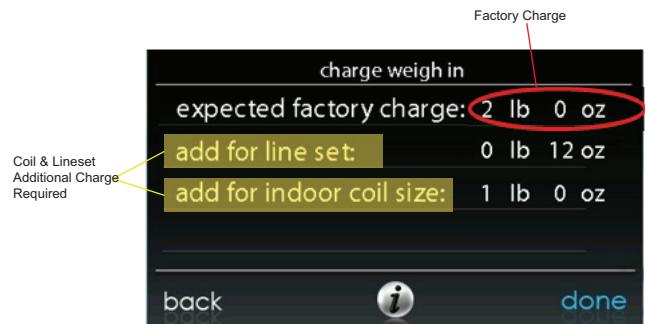 Factory Charge
charge weigh in
expected factory charge: 2 lb 0 oz
add for line set: 0 lb 12 oz
Coil & Lineset
Additional Charge
Required
add for indoor coil size: 1 lb 0 oz
back i done